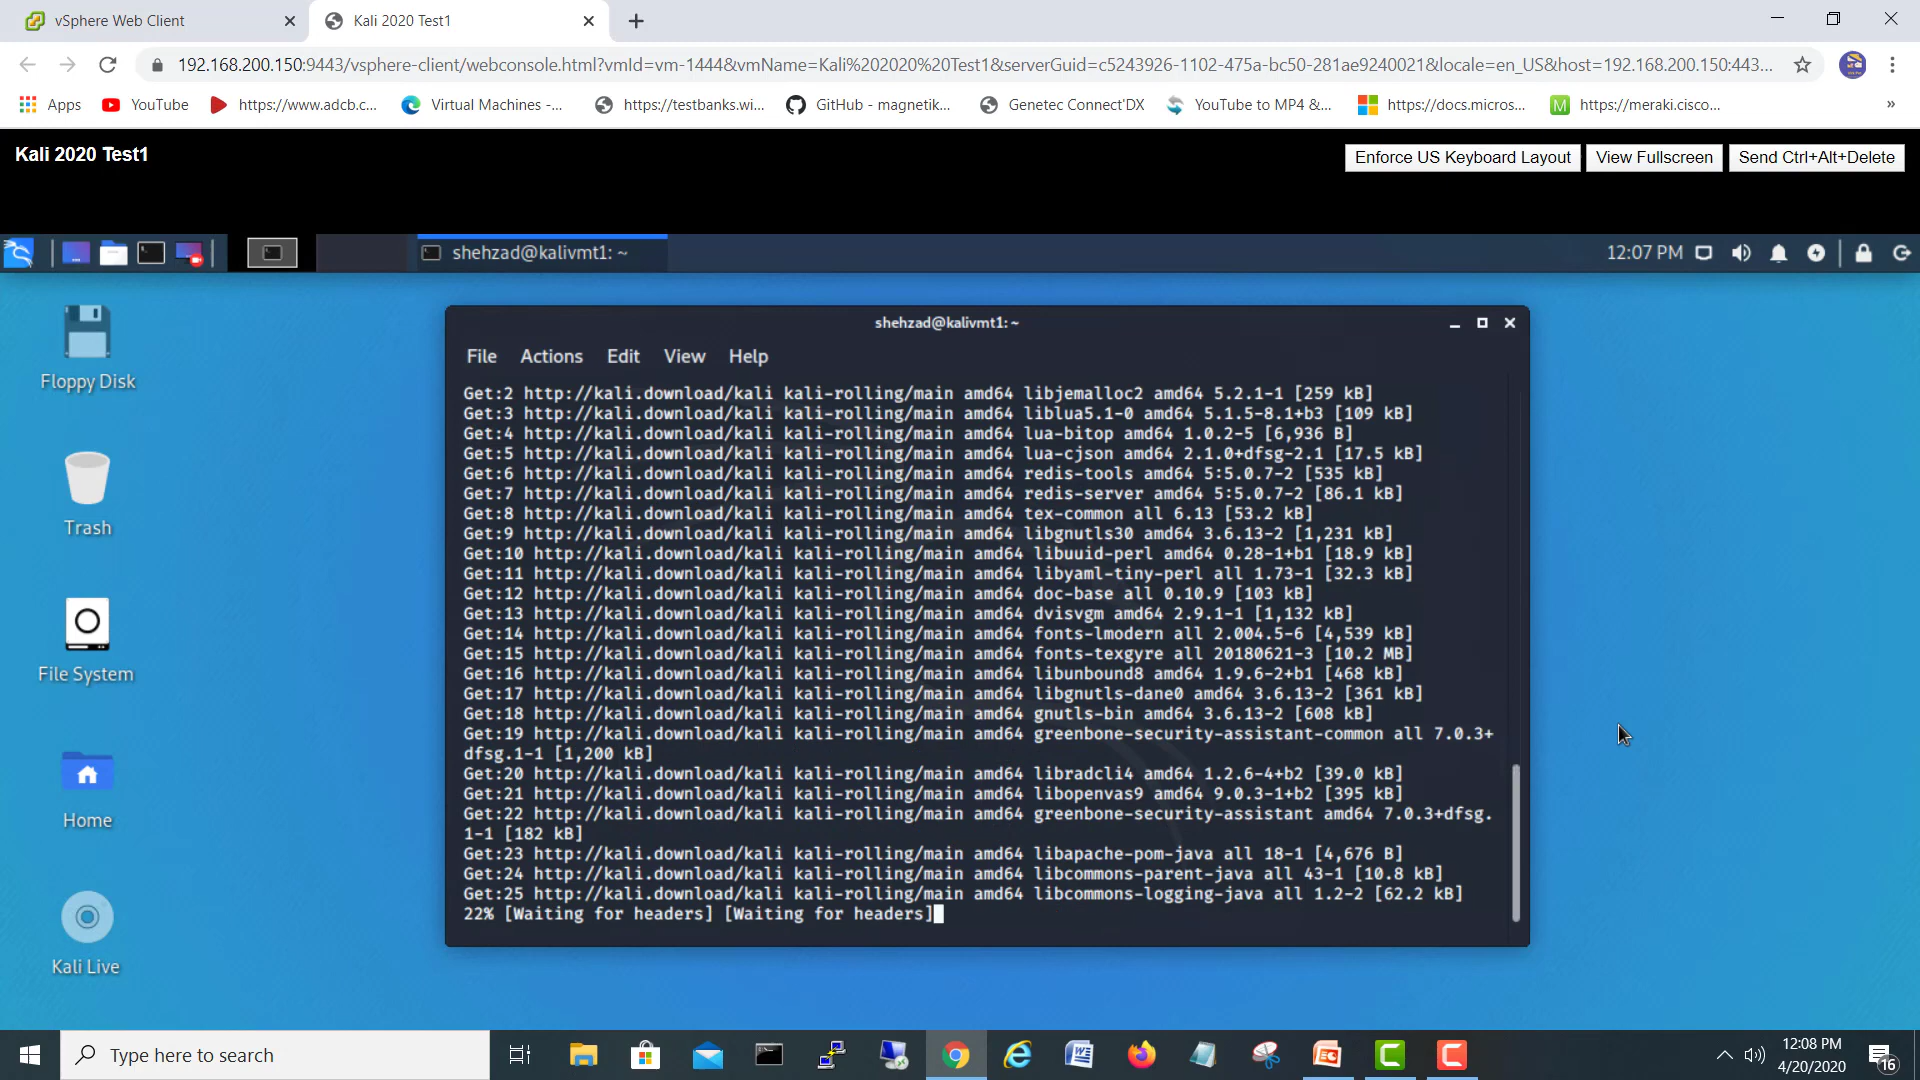 vSphere Web Client
Kali 2020 Test1
192.168.200.150:9443/vsphere-client/webconsole.html?vmId=vm-1444&vmName=Kali%202020%20Test1&serverGuid=c5243926-1102-475a-bc50-281ae9240021&locale=en_US&host=192.168.200.150:443...
Apps YouTube https://www.adcb.c... Virtual Machines -... https://testbanks.wi... GitHub - magnetik... Genetec Connect'DX YouTube to MP4 &... https://docs.micros... M https://meraki.cisco... »
Kali 2020 Test1
Enforce US Keyboard Layout View Fullscreen Send Ctrl+Alt+Delete
shehzad@kalivmt1: ~
12:07 PM
Floppy Disk
Trash
File System
Home
Kali Live
shehzad@kalivmt1: ~
File Actions Edit View Help
Get:2 http://kali.download/kali kali-rolling/main amd64 libjemalloc2 amd64 5.2.1-1 [259 kB]
Get:3 http://kali.download/kali kali-rolling/main amd64 liblua5.1-0 amd64 5.1.5-8.1+b3 [109 kB]
Get:4 http://kali.download/kali kali-rolling/main amd64 lua-bitop amd64 1.0.2-5 [6,936 B]
Get:5 http://kali.download/kali kali-rolling/main amd64 lua-cjson amd64 2.1.0+dfsg-2.1 [17.5 kB]
Get:6 http://kali.download/kali kali-rolling/main amd64 redis-tools amd64 5:5.0.7-2 [535 kB]
Get:7 http://kali.download/kali kali-rolling/main amd64 redis-server amd64 5:5.0.7-2 [86.1 kB]
Get:8 http://kali.download/kali kali-rolling/main amd64 tex-common all 6.13 [53.2 kB]
Get:9 http://kali.download/kali kali-rolling/main amd64 libgnutls30 amd64 3.6.13-2 [1,231 kB]
Get:10 http://kali.download/kali kali-rolling/main amd64 libuuid-perl amd64 0.28-1+b1 [18.9 kB]
Get:11 http://kali.download/kali kali-rolling/main amd64 libyaml-tiny-perl all 1.73-1 [32.3 kB]
Get:12 http://kali.download/kali kali-rolling/main amd64 doc-base all 0.10.9 [103 kB]
Get:13 http://kali.download/kali kali-rolling/main amd64 dvisvgm amd64 2.9.1-1 [1,132 kB]
Get:14 http://kali.download/kali kali-rolling/main amd64 fonts-lmodern all 2.004.5-6 [4,539 kB]
Get:15 http://kali.download/kali kali-rolling/main amd64 fonts-texgyre all 20180621-3 [10.2 MB]
Get:16 http://kali.download/kali kali-rolling/main amd64 libunbound8 amd64 1.9.6-2+b1 [468 kB]
Get:17 http://kali.download/kali kali-rolling/main amd64 libgnutls-dane0 amd64 3.6.13-2 [361 kB]
Get:18 http://kali.download/kali kali-rolling/main amd64 gnutls-bin amd64 3.6.13-2 [608 kB]
Get:19 http://kali.download/kali kali-rolling/main amd64 greenbone-security-assistant-common all 7.0.3+
dfsg.1-1 [1,200 kB]
Get:20 http://kali.download/kali kali-rolling/main amd64 libradcli4 amd64 1.2.6-4+b2 [39.0 kB]
Get:21 http://kali.download/kali kali-rolling/main amd64 libopenvas9 amd64 9.0.3-1+b2 [395 kB]
Get:22 http://kali.download/kali kali-rolling/main amd64 greenbone-security-assistant amd64 7.0.3+dfsg.
1-1 [182 kB]
Get:23 http://kali.download/kali kali-rolling/main amd64 libapache-pom-java all 18-1 [4,676 B]
Get:24 http://kali.download/kali kali-rolling/main amd64 libcommons-parent-java all 43-1 [10.8 kB]
Get:25 http://kali.download/kali kali-rolling/main amd64 libcommons-logging-java all 1.2-2 [62.2 kB]
22% [Waiting for headers] [Waiting for headers]
Type here to search
12:08 PM
4/20/2020
16